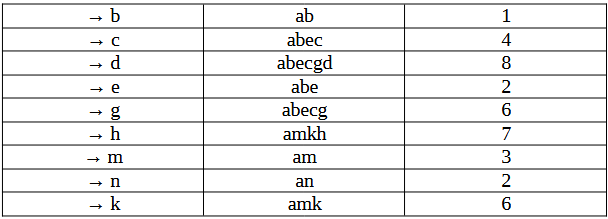 → b ab 1
→ c abec 4
→ d abecgd 8
→ e abe 2
→ g abecg 6
→ h amkh 7
→ m am 3
→ n an 2
→ k amk 6